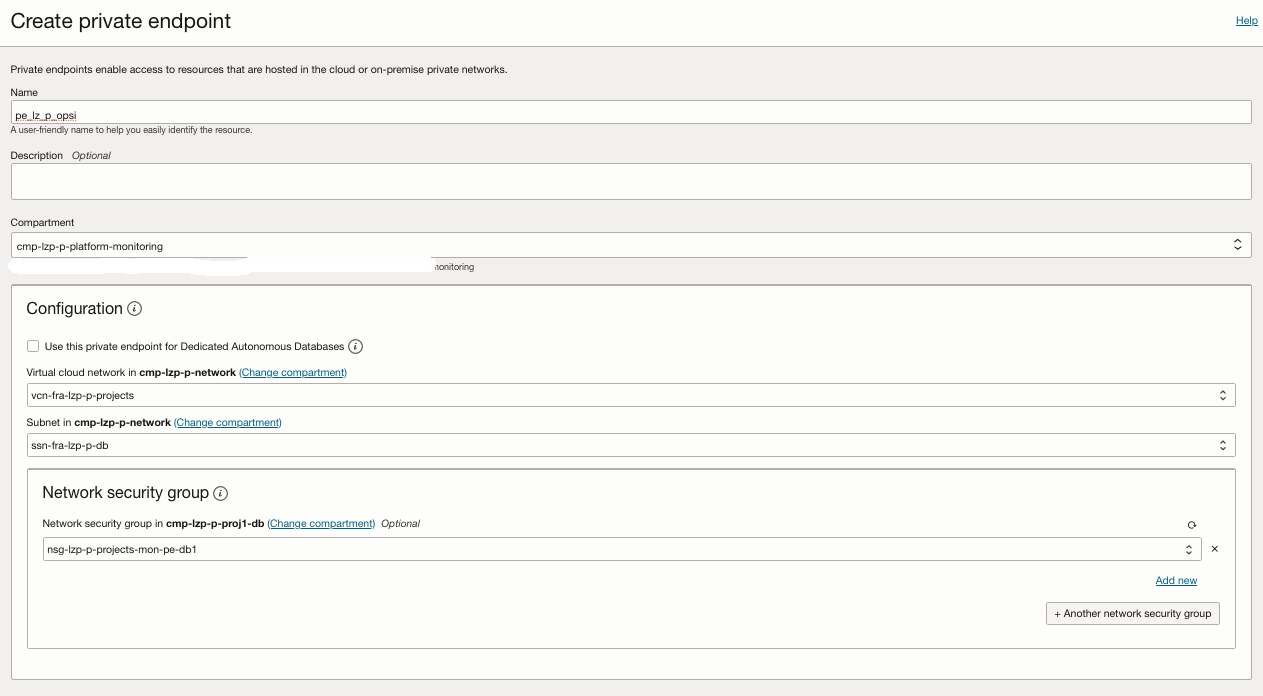 Create private endpoint
Help
Private endpoints enable access to resources that are hosted in the cloud or on-premise private networks.
Name
pe_lz_p_opsi
A user-friendly name to help you easily identify the resource.
Description Optional
Compartment
cmp-lzp-p-platform-monitoring
onitoring
Configuration i
Use this private endpoint for Dedicated Autonomous Databases i
Virtual cloud network in cmp-lzp-p-network (Change compartment)
vcn-fra-lzp-p-projects
Subnet in cmp-lzp-p-network (Change compartment)
ssn-fra-lzp-p-db
Network security group i
Network security group in cmp-lzp-p-proj1-db (Change compartment) Optional
nsg-lzp-p-projects-mon-pe-db1
Add new
+ Another network security group